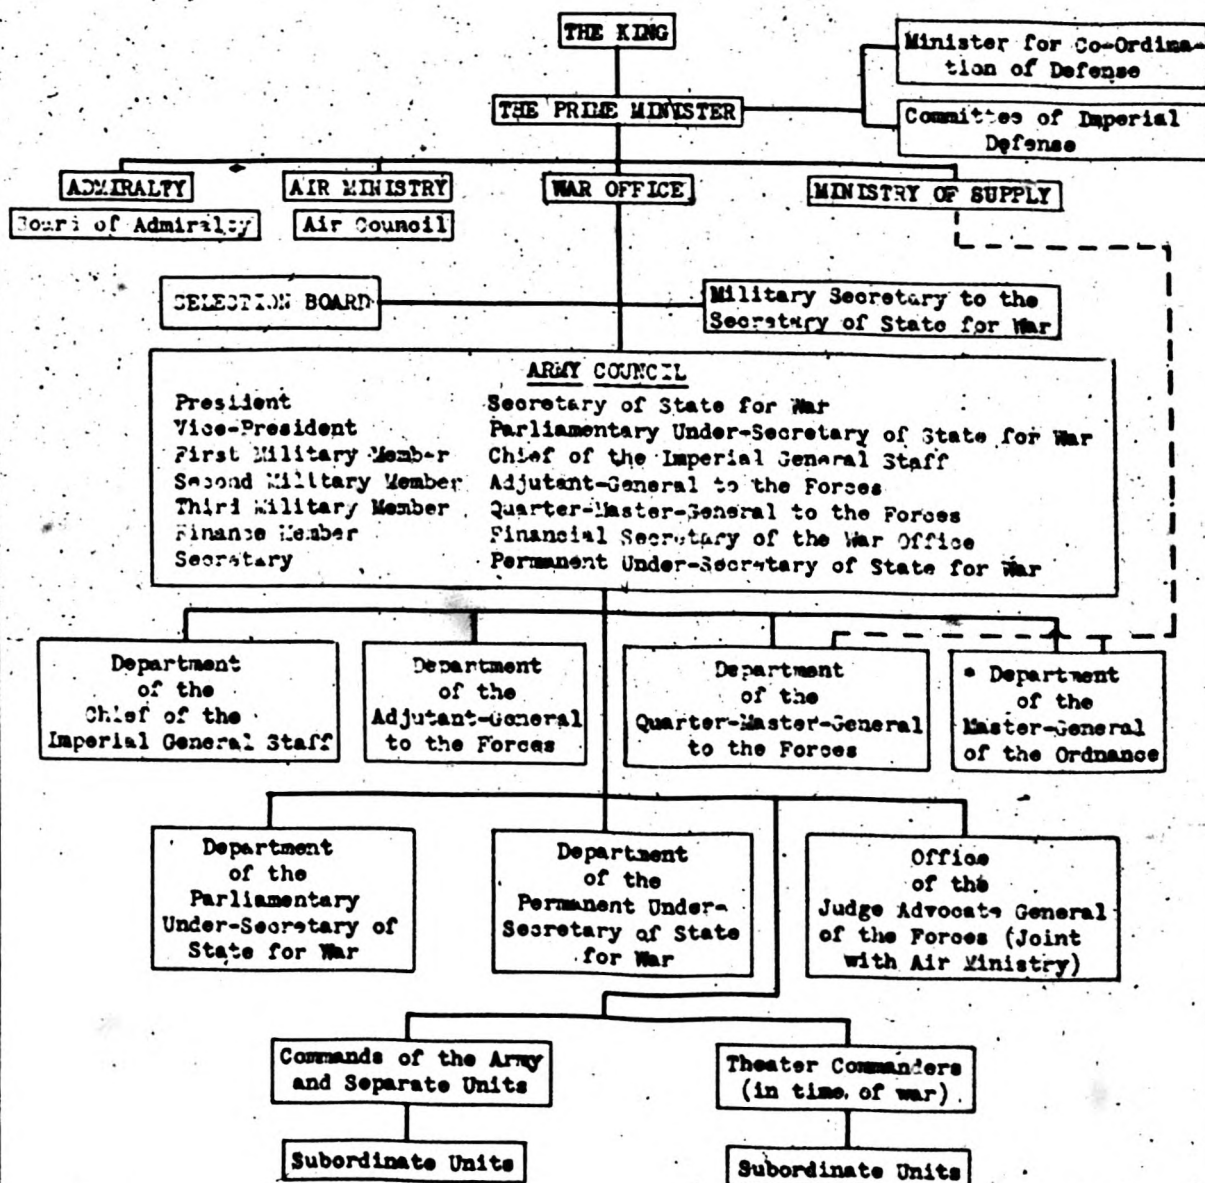 THE KING
Minister for Co-Ordina-
tion of Defense
THE PRIME MINISTER
Committee of Imperial
Defense
ADMIRALTY
AIR MINISTRY
WAR OFFICE
MINISTRY OF SUPPLY
Board of Admiralty
Air Council
SELECTION BOARD
Military Secretary to the
Secretary of State for War
ARMY COUNCIL
President Secretary of State for War
Vice-President Parliamentary Under-Secretary of State for War
First Military Member Chief of the Imperial General Staff
Second Military Member Adjutant-General to the Forces
Third Military Member Quarter-Master-General to the Forces
Finance Member Financial Secretary of the War Office
Secretary Permanent Under-Secretary of State for War
Department
of the
Chief of the
Imperial General Staff
Department
of the
Adjutant-General
to the Forces
Department
of the
Quarter-Master-General
to the Forces
* Department
of the
Master-General
of the Ordnance
Department
of the
Parliamentary
Under-Secretary of
State for War
Department
of the
Permanent Under-
Secretary of State
for War
Office
of the
Judge Advocate General
of the Forces (Joint
with Air Ministry)
Commands of the Army
and Separate Units
Theater Commanders
(in time of war)
Subordinate Units
Subordinate Units